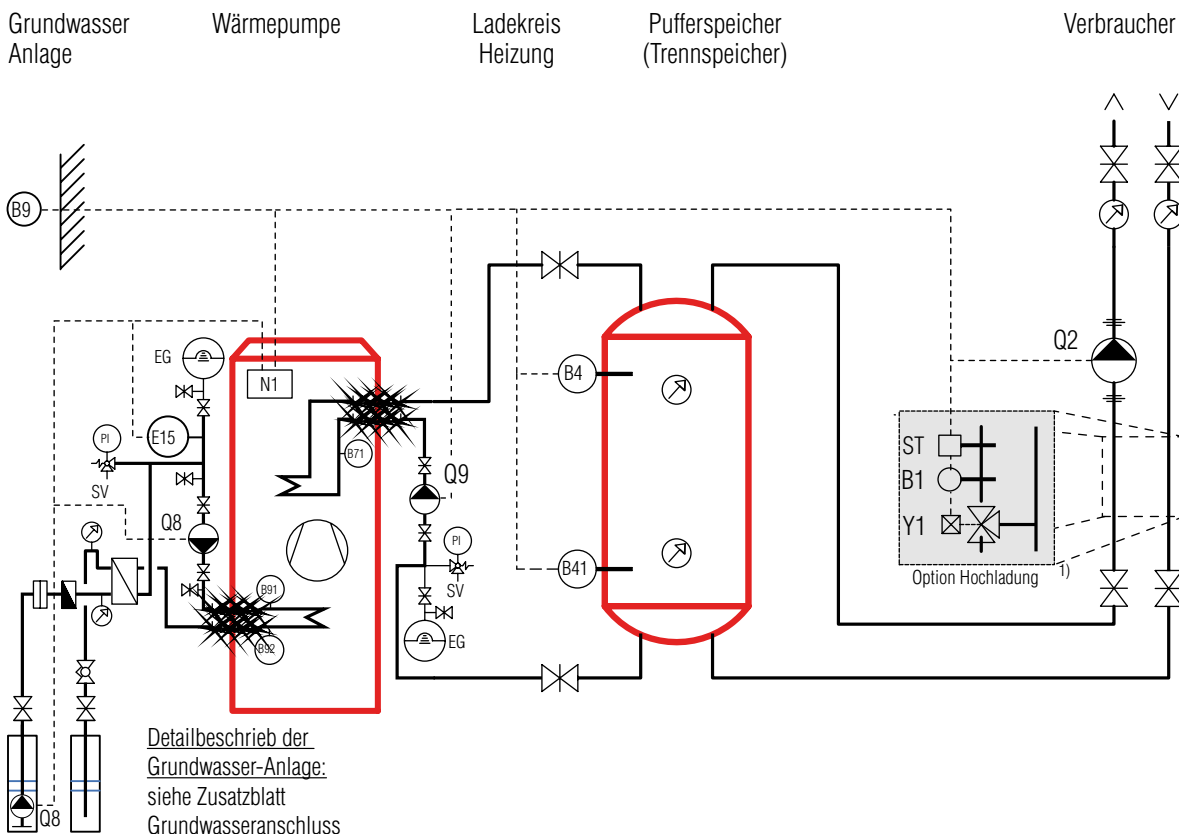 Grundwasser
Anlage
Wärmepumpe
Ladekreis
Heizung
Pufferspeicher
(Trennspeicher)
Verbraucher
B9
EG
N1
Q2
B4
E15
PI
SV
B71
Q9
ST
B1
Y1
Q8
PI
SV
B41
Option Hochladung
1)
B91
B92
EG
Q8
Detailbeschrieb der
Grundwasser-Anlage:
siehe Zusatzblatt
Grundwasseranschluss